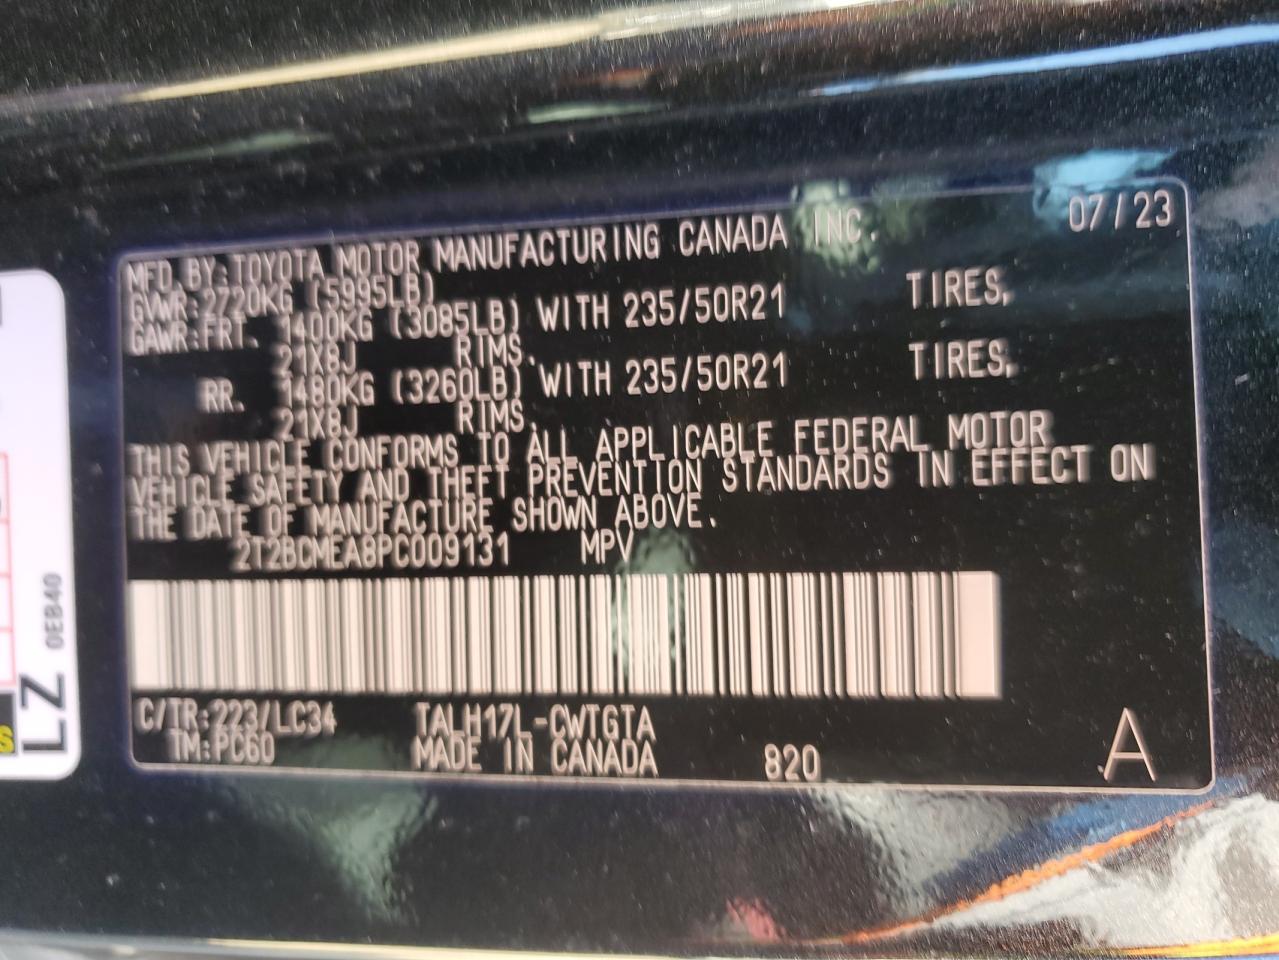 MFD.BY:TOYOTA MOTOR MANUFACTURING CANADA INC. 07/23
GVWR:2720KG (5995LB)
GAWR:FRT. 1400KG (3085LB) WITH 235/50R21 TIRES,
21X8J RIMS.
RR. 1480KG (3260LB) WITH 235/50R21 TIRES,
21X8J RIMS.
THIS VEHICLE CONFORMS TO ALL APPLICABLE FEDERAL MOTOR
VEHICLE SAFETY AND THEFT PREVENTION STANDARDS IN EFFECT ON
THE DATE OF MANUFACTURE SHOWN ABOVE.
2T2BCMEA8PC009131 MPV
C/TR:223/LC34 TALH17L-CWTGTA
TM:PC60 MADE IN CANADA 820 A
LZ 0EB40
S